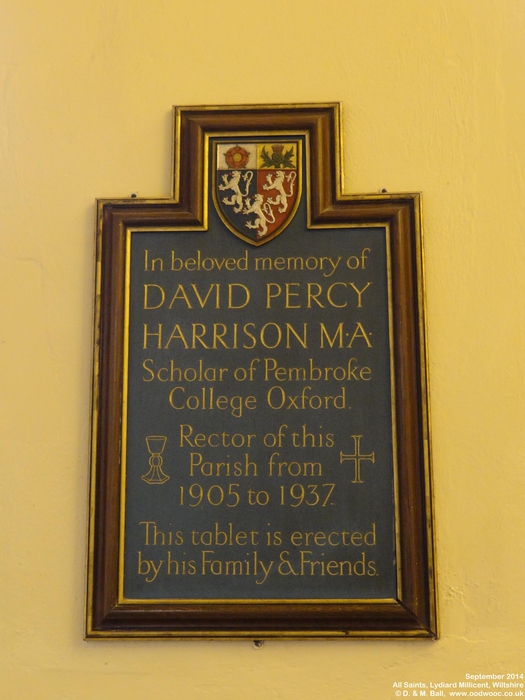 In beloved memory of
DAVID PERCY
HARRISON M·A·
Scholar of Pembroke
College Oxford.
Rector of this
Parish from
1905 to 1937.
This tablet is erected
by his Family & Friends.
September 2014
All Saints, Lydiard Millicent, Wiltshire
© D. & M. Ball, www.oodwooc.co.uk